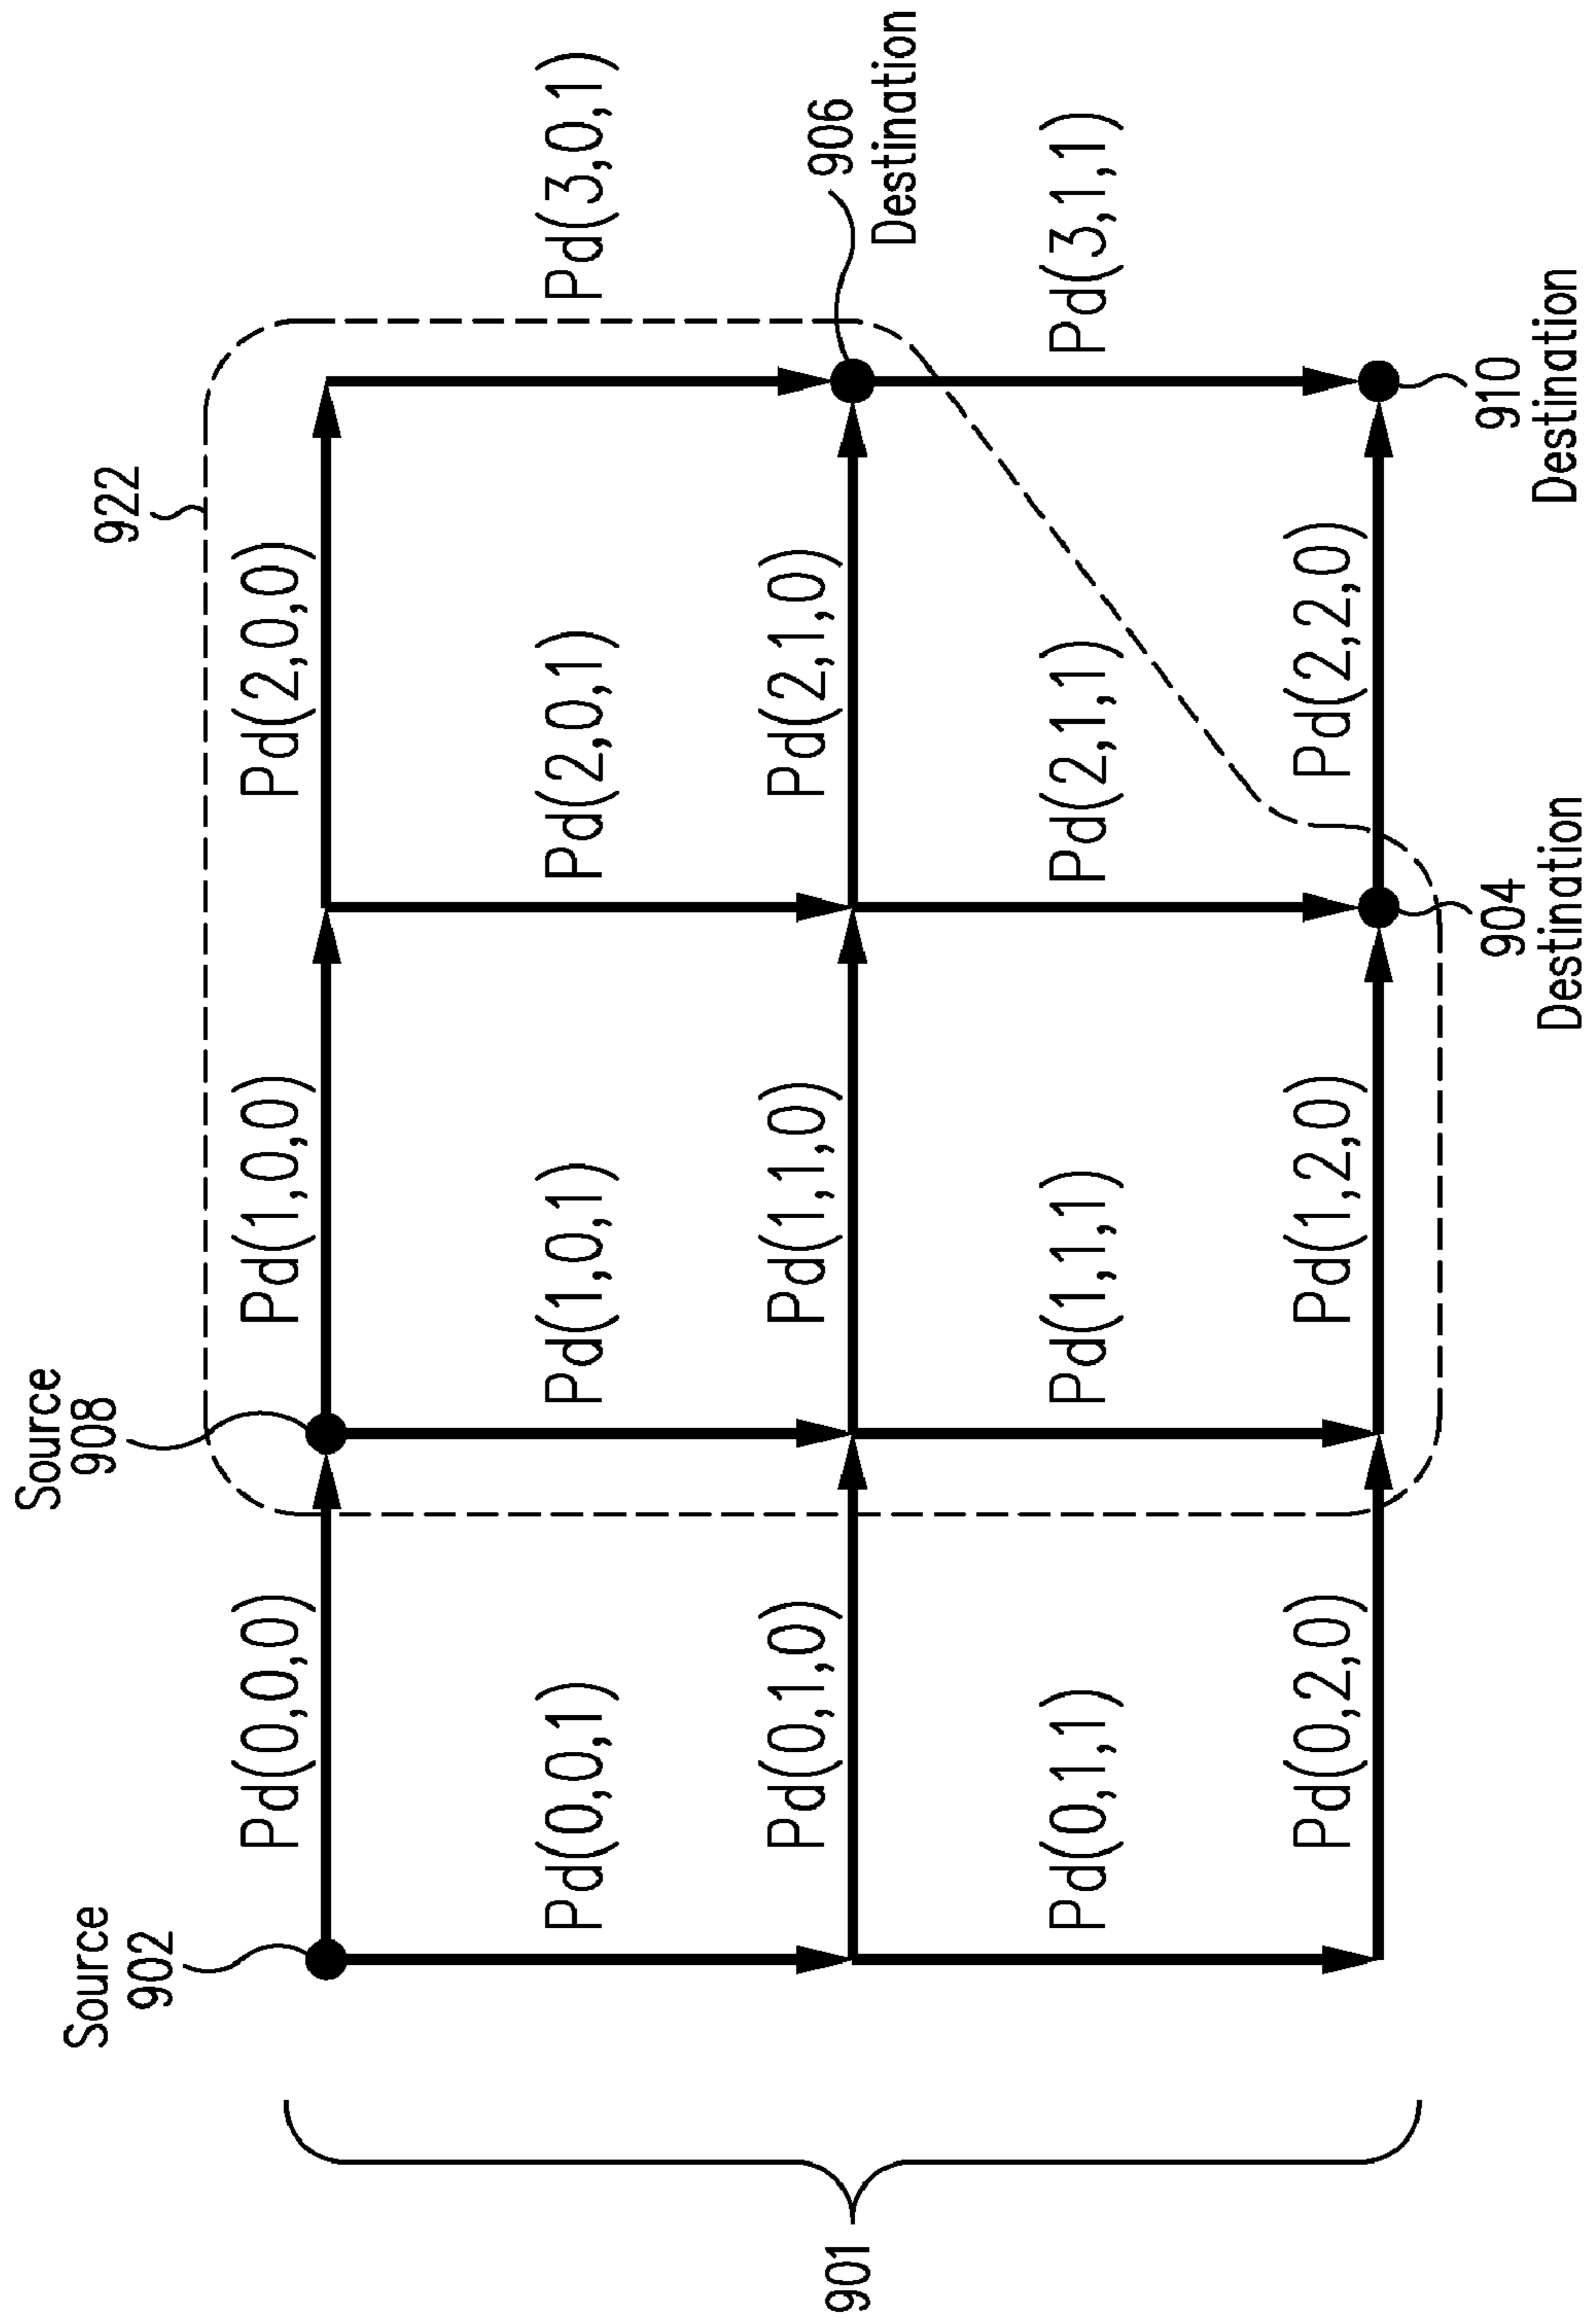 Source
902
Source
908
922
Pd(0,0,0)
Pd(1,0,0)
Pd(2,0,0)
Pd(0,0,1)
Pd(1,0,1)
Pd(2,0,1)
Pd(3,0,1)
901
Pd(0,1,0)
Pd(1,1,0)
Pd(2,1,0)
906
Destination
Pd(0,1,1)
Pd(1,1,1)
Pd(2,1,1)
Pd(3,1,1)
Pd(0,2,0)
Pd(1,2,0)
Pd(2,2,0)
904
Destination
910
Destination